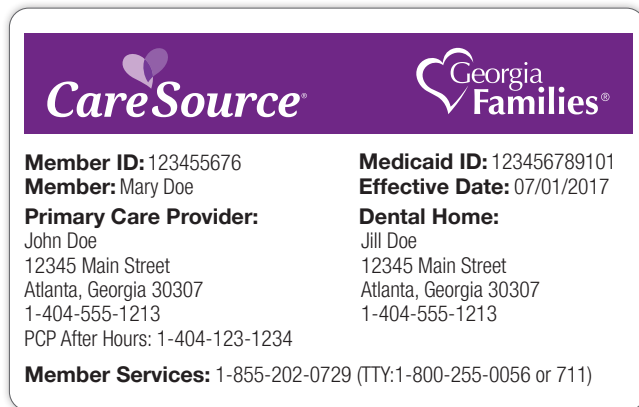 CareSource®
Georgia
Families®
Member ID: 123455676
Member: Mary Doe
Medicaid ID: 123456789101
Effective Date: 07/01/2017
Primary Care Provider:
John Doe
12345 Main Street
Atlanta, Georgia 30307
1-404-555-1213
PCP After Hours: 1-404-123-1234
Dental Home:
Jill Doe
12345 Main Street
Atlanta, Georgia 30307
1-404-555-1213
Member Services: 1-855-202-0729 (TTY:1-800-255-0056 or 711)